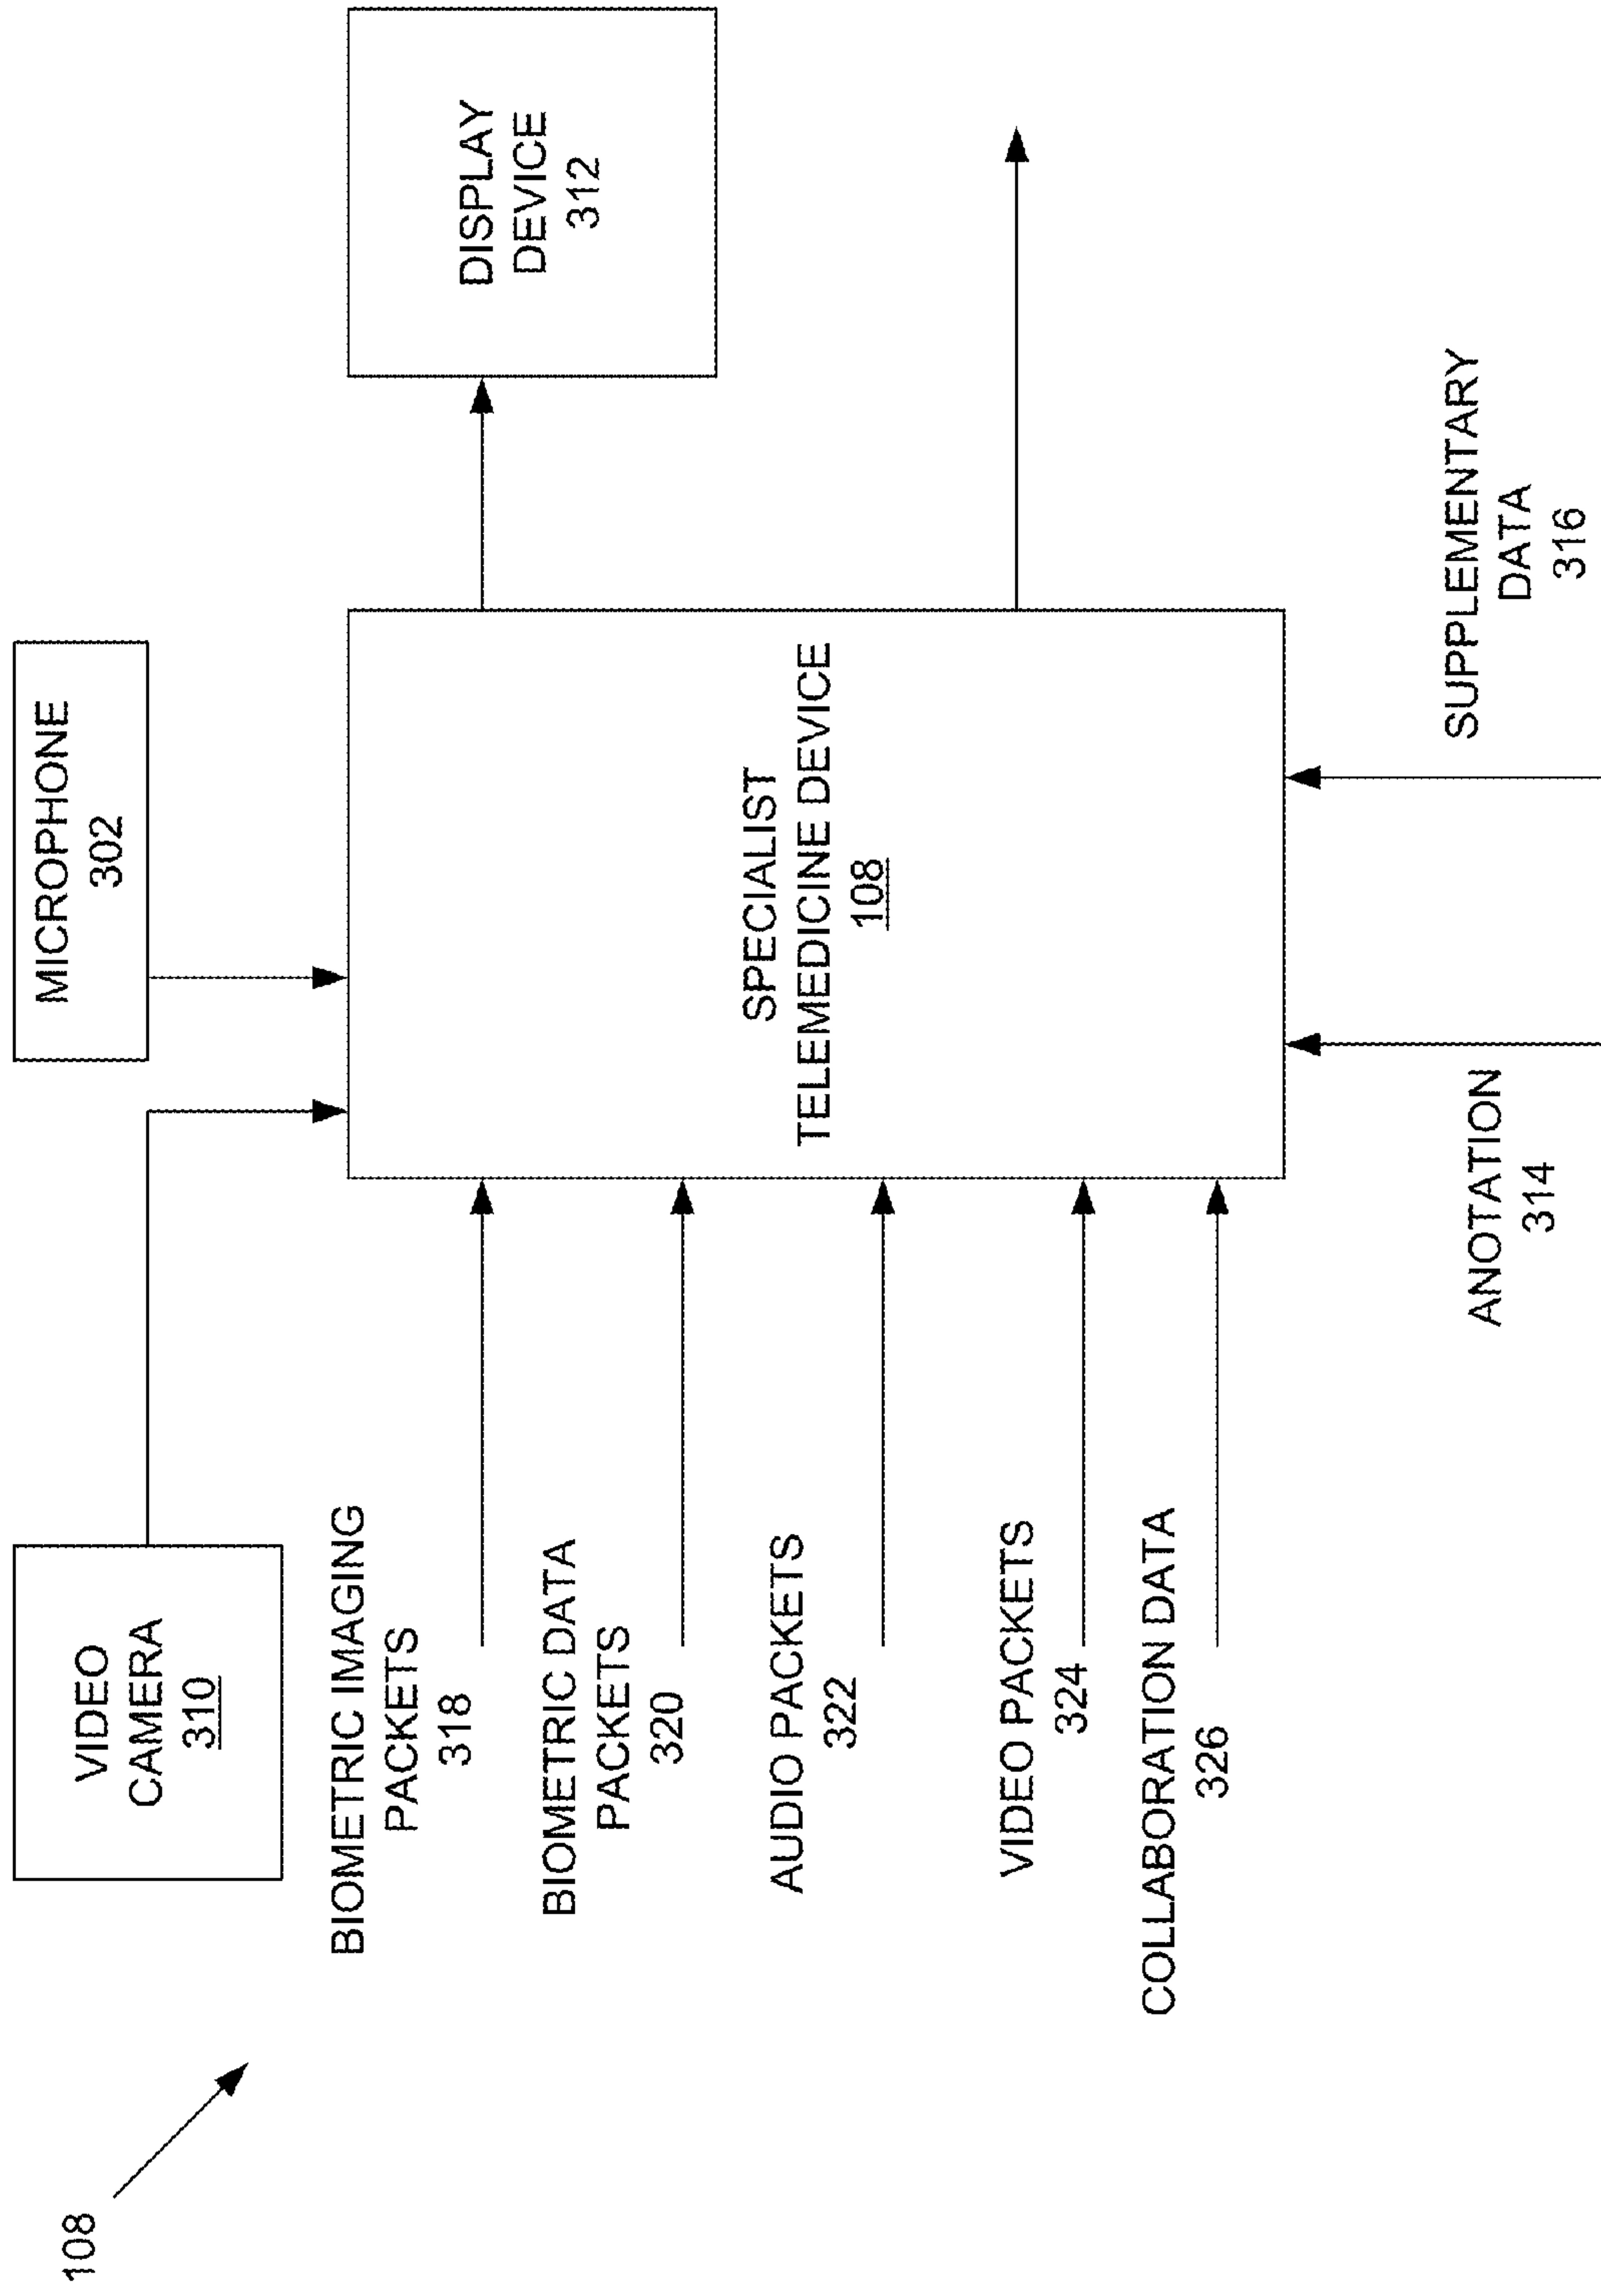 108
VIDEO
CAMERA
310
MICROPHONE
302
DISPLAY
DEVICE
312
BIOMETRIC IMAGING
PACKETS
318
BIOMETRIC DATA
PACKETS
320
AUDIO PACKETS
322
VIDEO PACKETS
324
COLLABORATION DATA
326
SPECIALIST
TELEMEDICINE DEVICE
108
ANOTATION
314
SUPPLEMENTARY
DATA
316